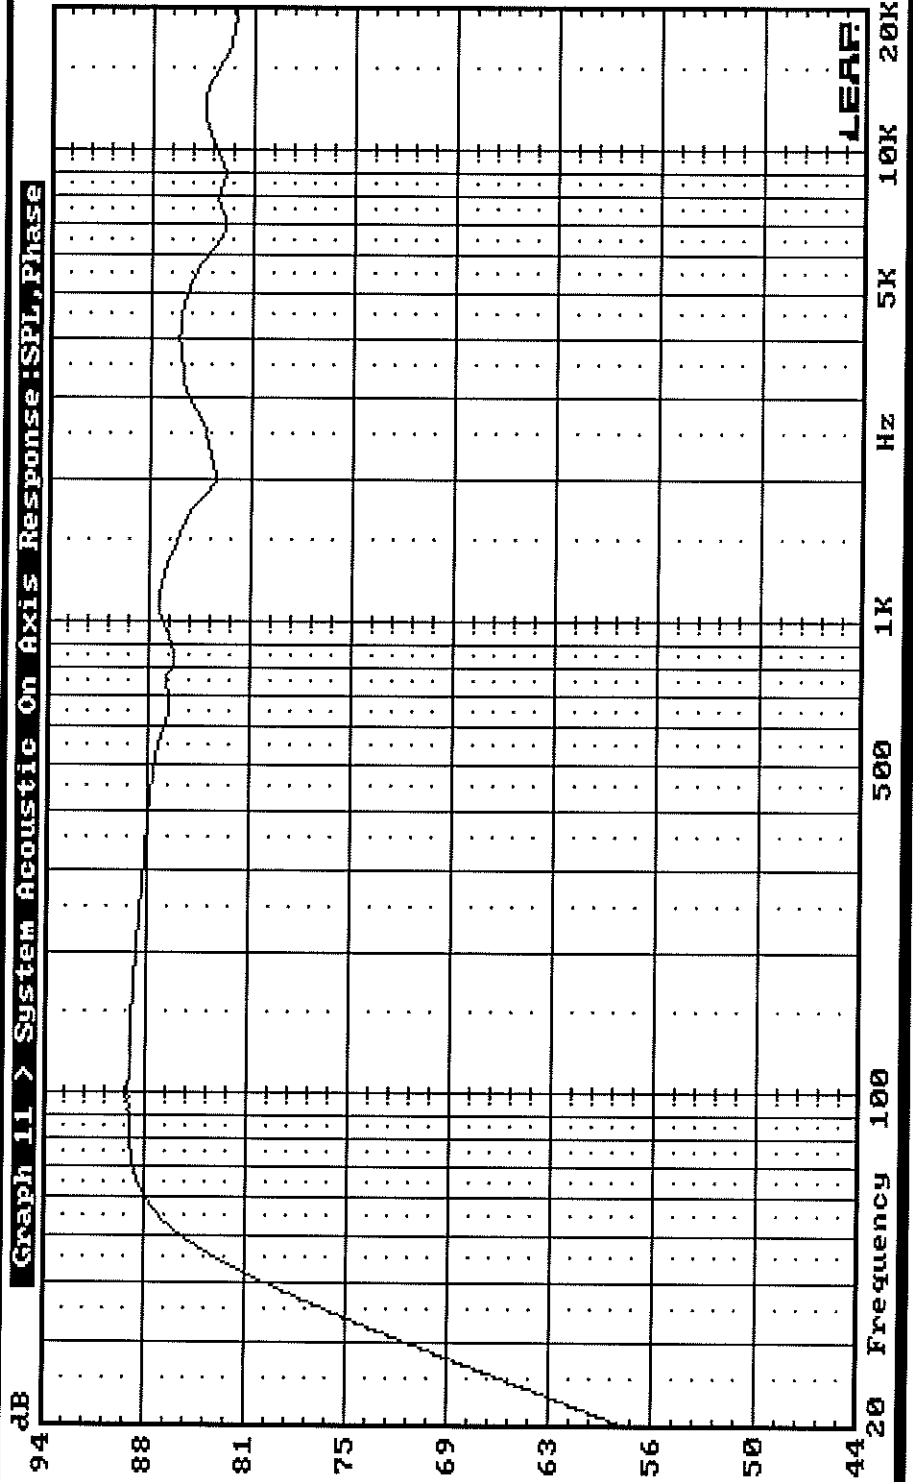 Graph 11 > System Acoustic On Axis Response:SPL,Phase
dB
94
88
81
75
69
63
56
50
44
LEAP
20 Frequency 100 500 1K Hz 5K 10K 20K